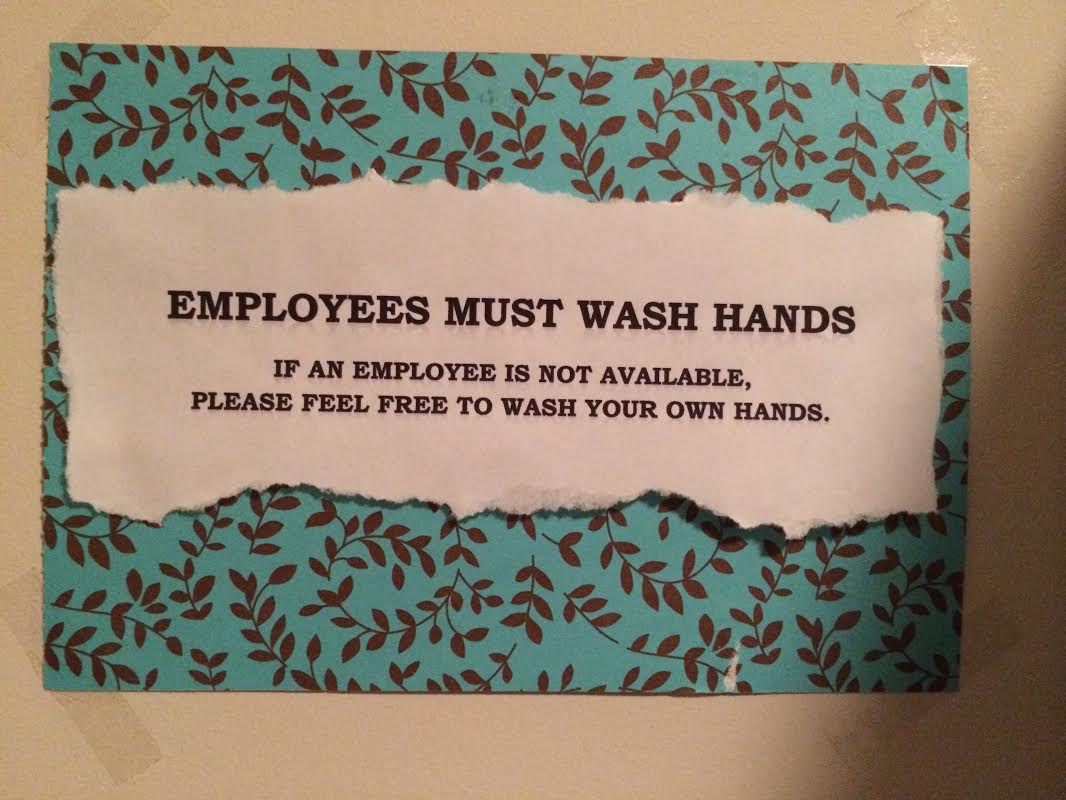 EMPLOYEES MUST WASH HANDS
IF AN EMPLOYEE IS NOT AVAILABLE,
PLEASE FEEL FREE TO WASH YOUR OWN HANDS.